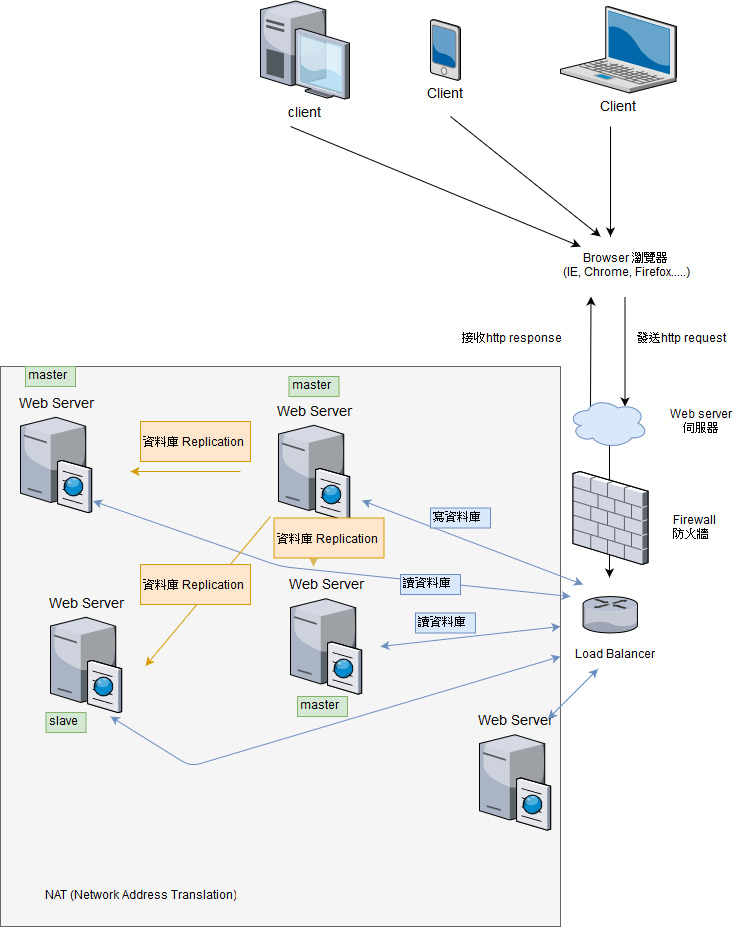 client
Client
Client
Browser 瀏覽器
(IE, Chrome, Firefox.....)
接收http response
發送http request
Web server
伺服器
Firewall
防火牆
Load Balancer
master
Web Server
master
Web Server
資料庫 Replication
寫資料庫
資料庫 Replication
資料庫 Replication
讀資料庫
Web Server
Web Server
讀資料庫
slave
master
Web Server
NAT (Network Address Translation)